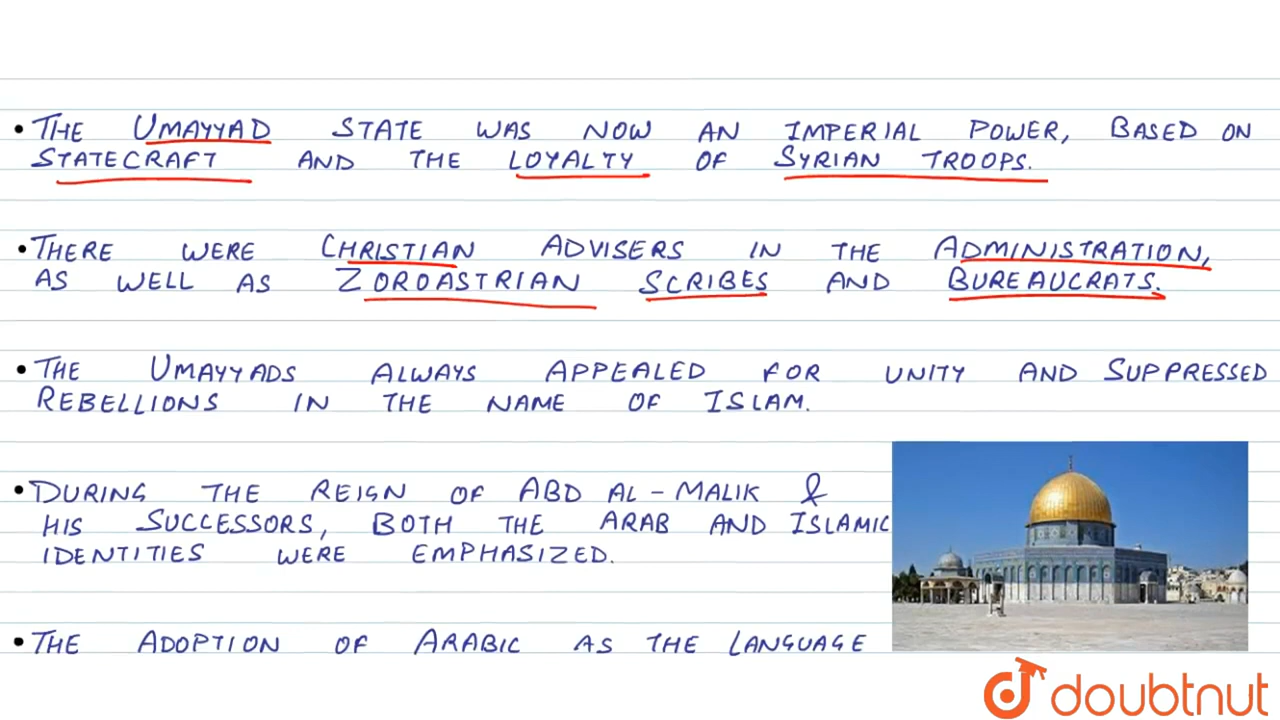 • THE UMAYYAD STATE WAS NOW AN IMPERIAL POWER, BASED ON
STATECRAFT AND THE LOYALTY OF SYRIAN TROOPS.
• THERE WERE CHRISTIAN ADVISERS IN THE ADMINISTRATION,
AS WELL AS ZOROASTRIAN SCRIBES AND BUREAUCRATS.
• THE UMAYYADS ALWAYS APPEALED FOR UNITY AND SUPPRESSED
REBELLIONS IN THE NAME OF ISLAM.
• DURING THE REIGN OF ABD AL-MALIK &
HIS SUCCESSORS, BOTH THE ARAB AND ISLAMIC
IDENTITIES WERE EMPHASIZED.
• THE ADOPTION OF ARABIC AS THE LANGUAGE
doubtnut